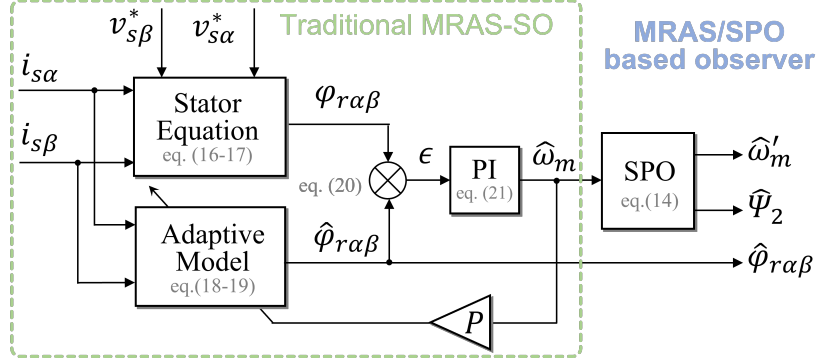 v*sβ
v*sα
Traditional MRAS-SO
MRAS/SPO
based observer
isα
isβ
Stator
Equation
eq. (16-17)
φrαβ
eq. (20)
ϵ
PI
eq. (21)
ω̂m
SPO
eq.(14)
ω̂′m
Ψ̂2
Adaptive
Model
eq.(18-19)
φ̂rαβ
φ̂rαβ
P